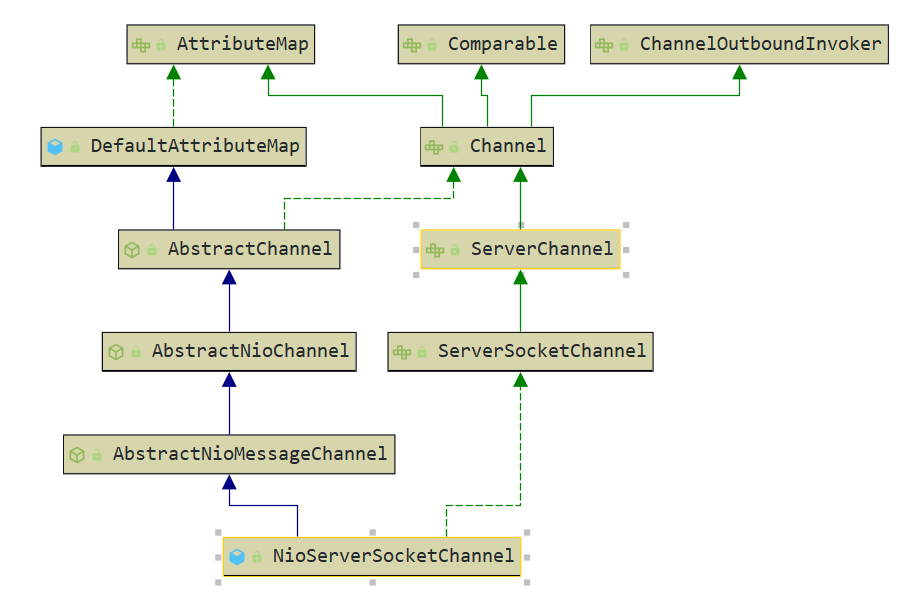 AttributeMap
Comparable
ChannelOutboundInvoker
DefaultAttributeMap
Channel
AbstractChannel
ServerChannel
AbstractNioChannel
ServerSocketChannel
AbstractNioMessageChannel
NioServerSocketChannel